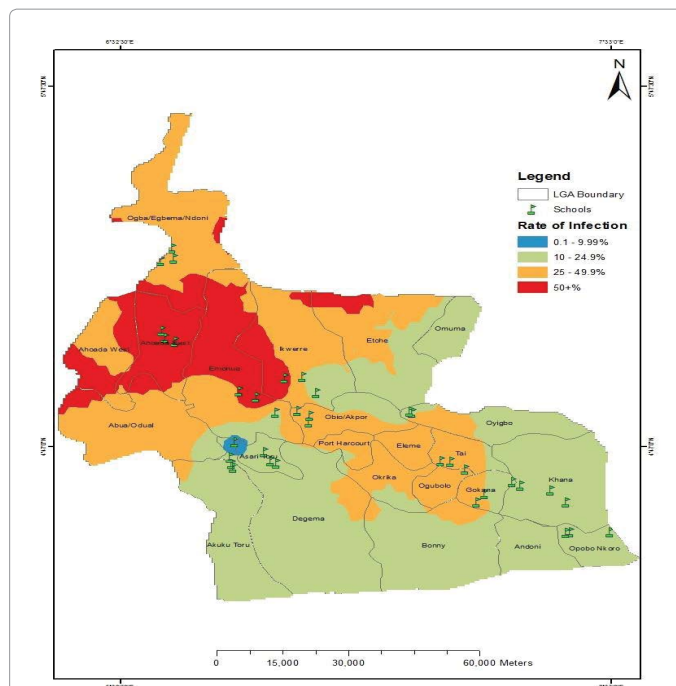 6°32'30"E
7°33'0"E
N
Legend
LGA Boundary
Schools
Rate of Infection
0.1 - 9.99%
10 - 24.9%
25 - 49.9%
50+%
Ogba/Egbema/Ndoni
Omuma
Etche
Ikwerre
Ahoada West
Emohua
Abua/Odual
Obio/Akpor
Oyigbo
Port Harcourt
Eleme
Tai
Asari Toru
Okrika
Ogubolo
Gokana
Khana
Degema
Akuku Toru
Bonny
Andoni
Opobo Nkoro
0
15,000
30,000
60,000 Meters